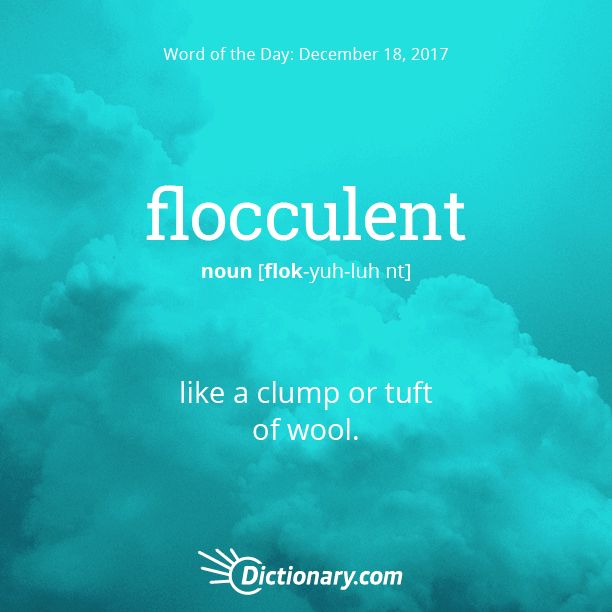 Word of the Day: December 18, 2017
flocculent
noun [flok-yuh-luh nt]
like a clump or tuft
of wool.
Dictionary.com